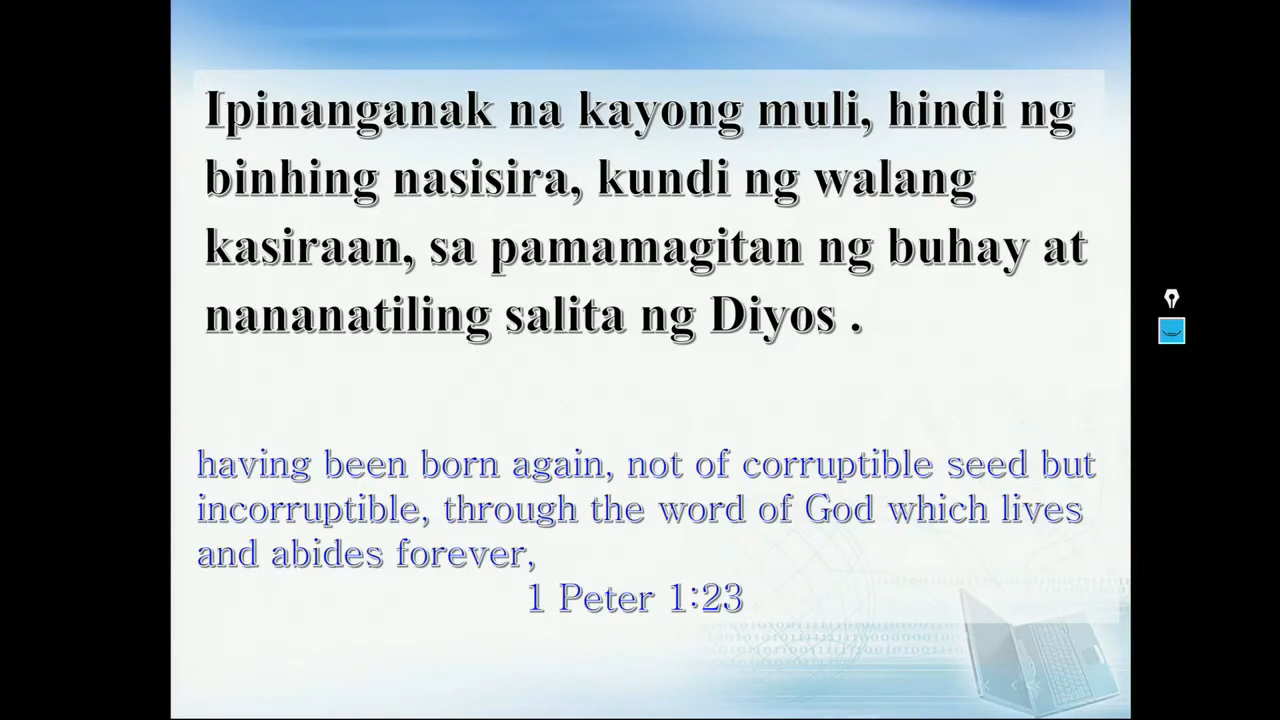 Ipinanganak na kayong muli, hindi ng
binhing nasisira, kundi ng walang
kasiraan, sa pamamagitan ng buhay at
nananatiling salita ng Diyos .
having been born again, not of corruptible seed but
incorruptible, through the word of God which lives
and abides forever,
1 Peter 1:23